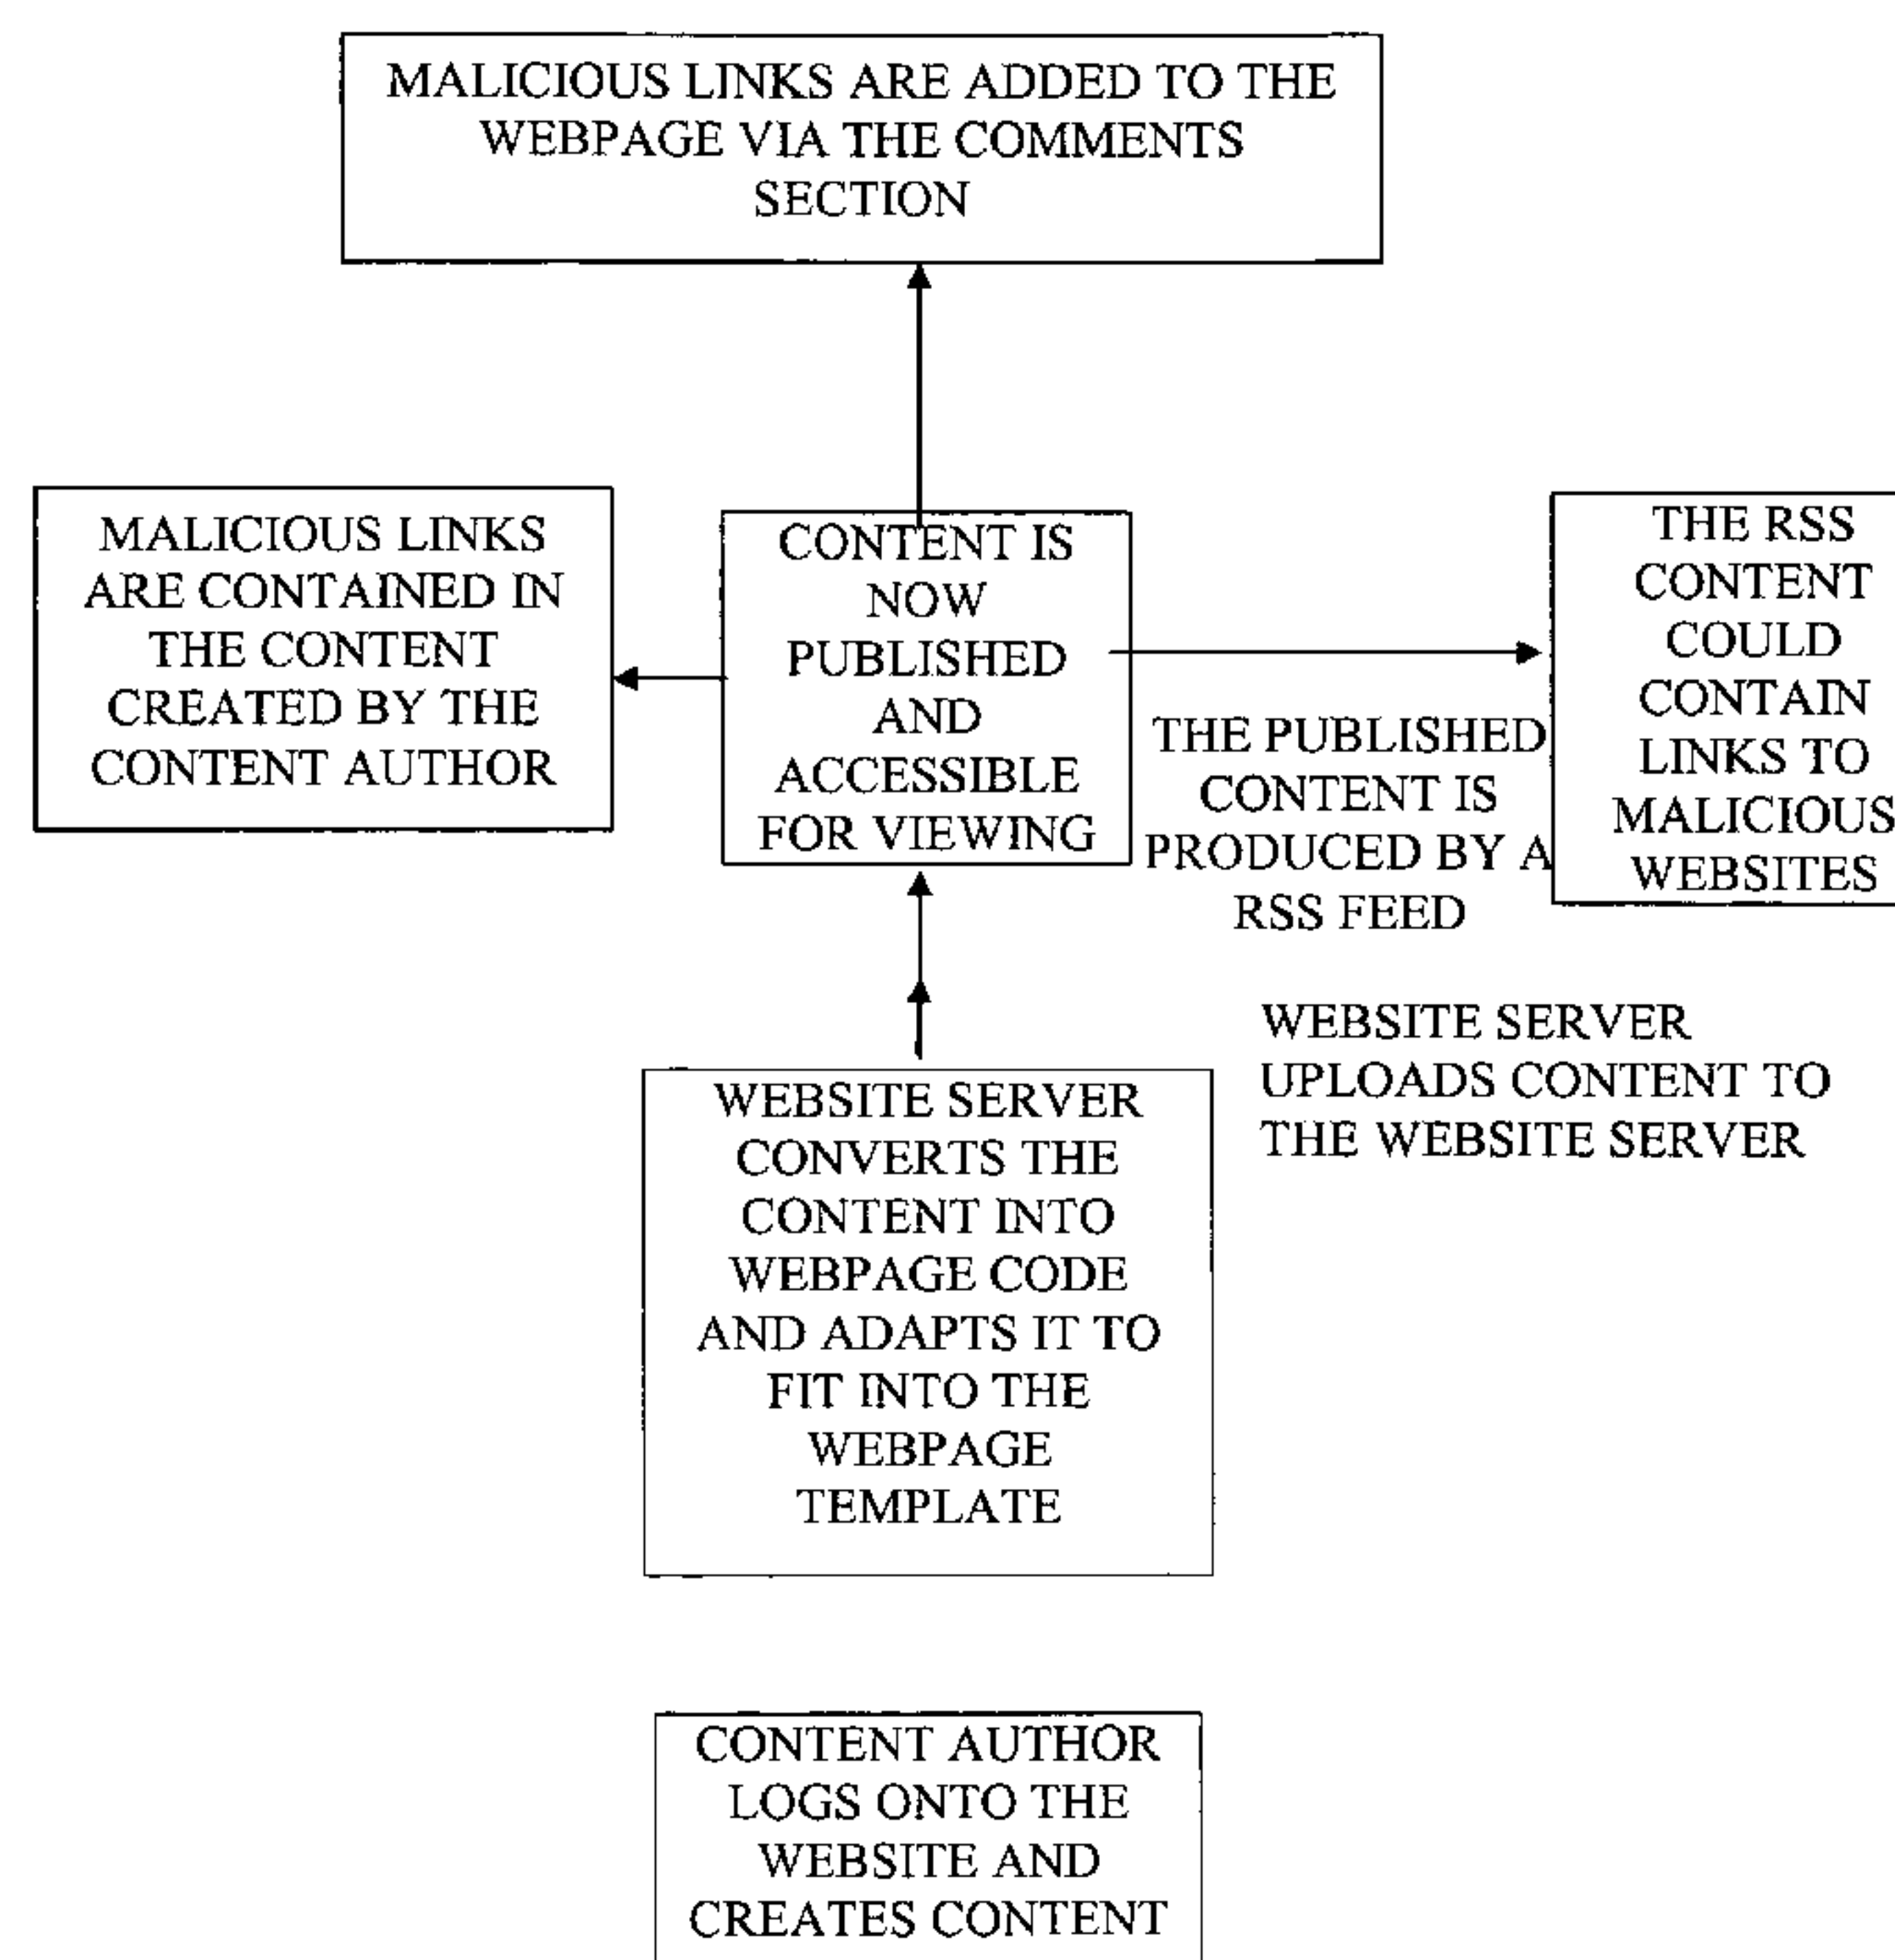 MALICIOUS LINKS ARE ADDED TO THE
WEBPAGE VIA THE COMMENTS
SECTION
MALICIOUS LINKS
ARE CONTAINED IN
THE CONTENT
CREATED BY THE
CONTENT AUTHOR
CONTENT IS
NOW
PUBLISHED
AND
ACCESSIBLE
FOR VIEWING
THE PUBLISHED
CONTENT IS
PRODUCED BY A
RSS FEED
THE RSS
CONTENT
COULD
CONTAIN
LINKS TO
MALICIOUS
WEBSITES
WEBSITE SERVER
UPLOADS CONTENT TO
THE WEBSITE SERVER
WEBSITE SERVER
CONVERTS THE
CONTENT INTO
WEBPAGE CODE
AND ADAPTS IT TO
FIT INTO THE
WEBPAGE
TEMPLATE
CONTENT AUTHOR
LOGS ONTO THE
WEBSITE AND
CREATES CONTENT